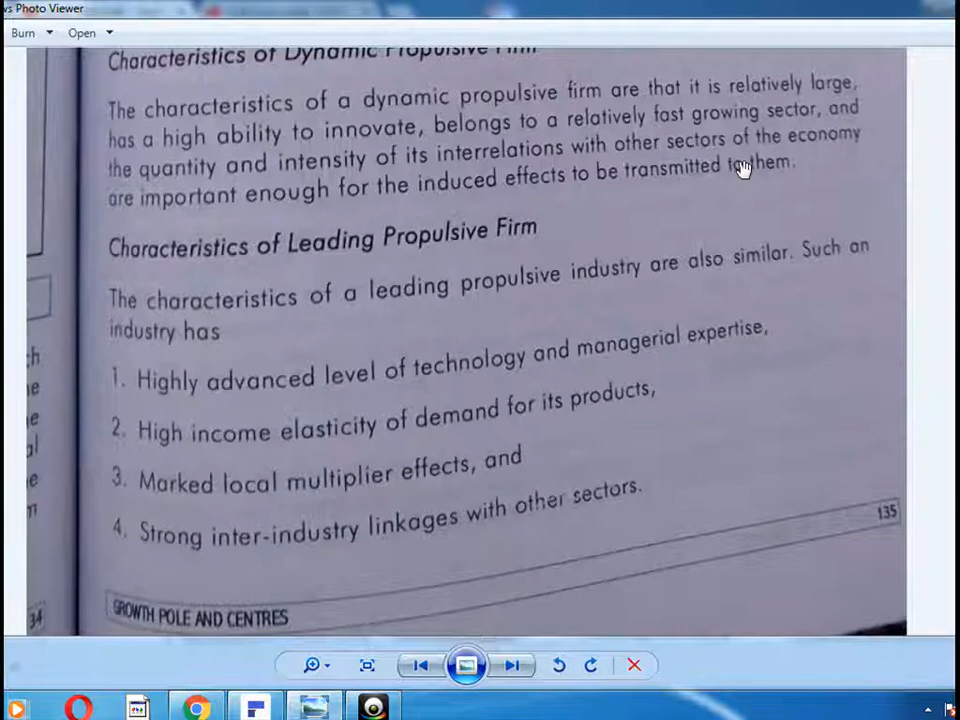 ws Photo Viewer
Burn Open
Characteristics of Dynamic Propulsive Firm
The characteristics of a dynamic propulsive firm are that it is relatively large,
has a high ability to innovate, belongs to a relatively fast growing sector, and
the quantity and intensity of its interrelations with other sectors of the economy
are important enough for the induced effects to be transmitted to them.
Characteristics of Leading Propulsive Firm
The characteristics of a leading propulsive industry are also similar. Such an
industry has
1. Highly advanced level of technology and managerial expertise,
2. High income elasticity of demand for its products,
3. Marked local multiplier effects, and
4. Strong inter-industry linkages with other sectors.
135
34
GROWTH POLE AND CENTRES